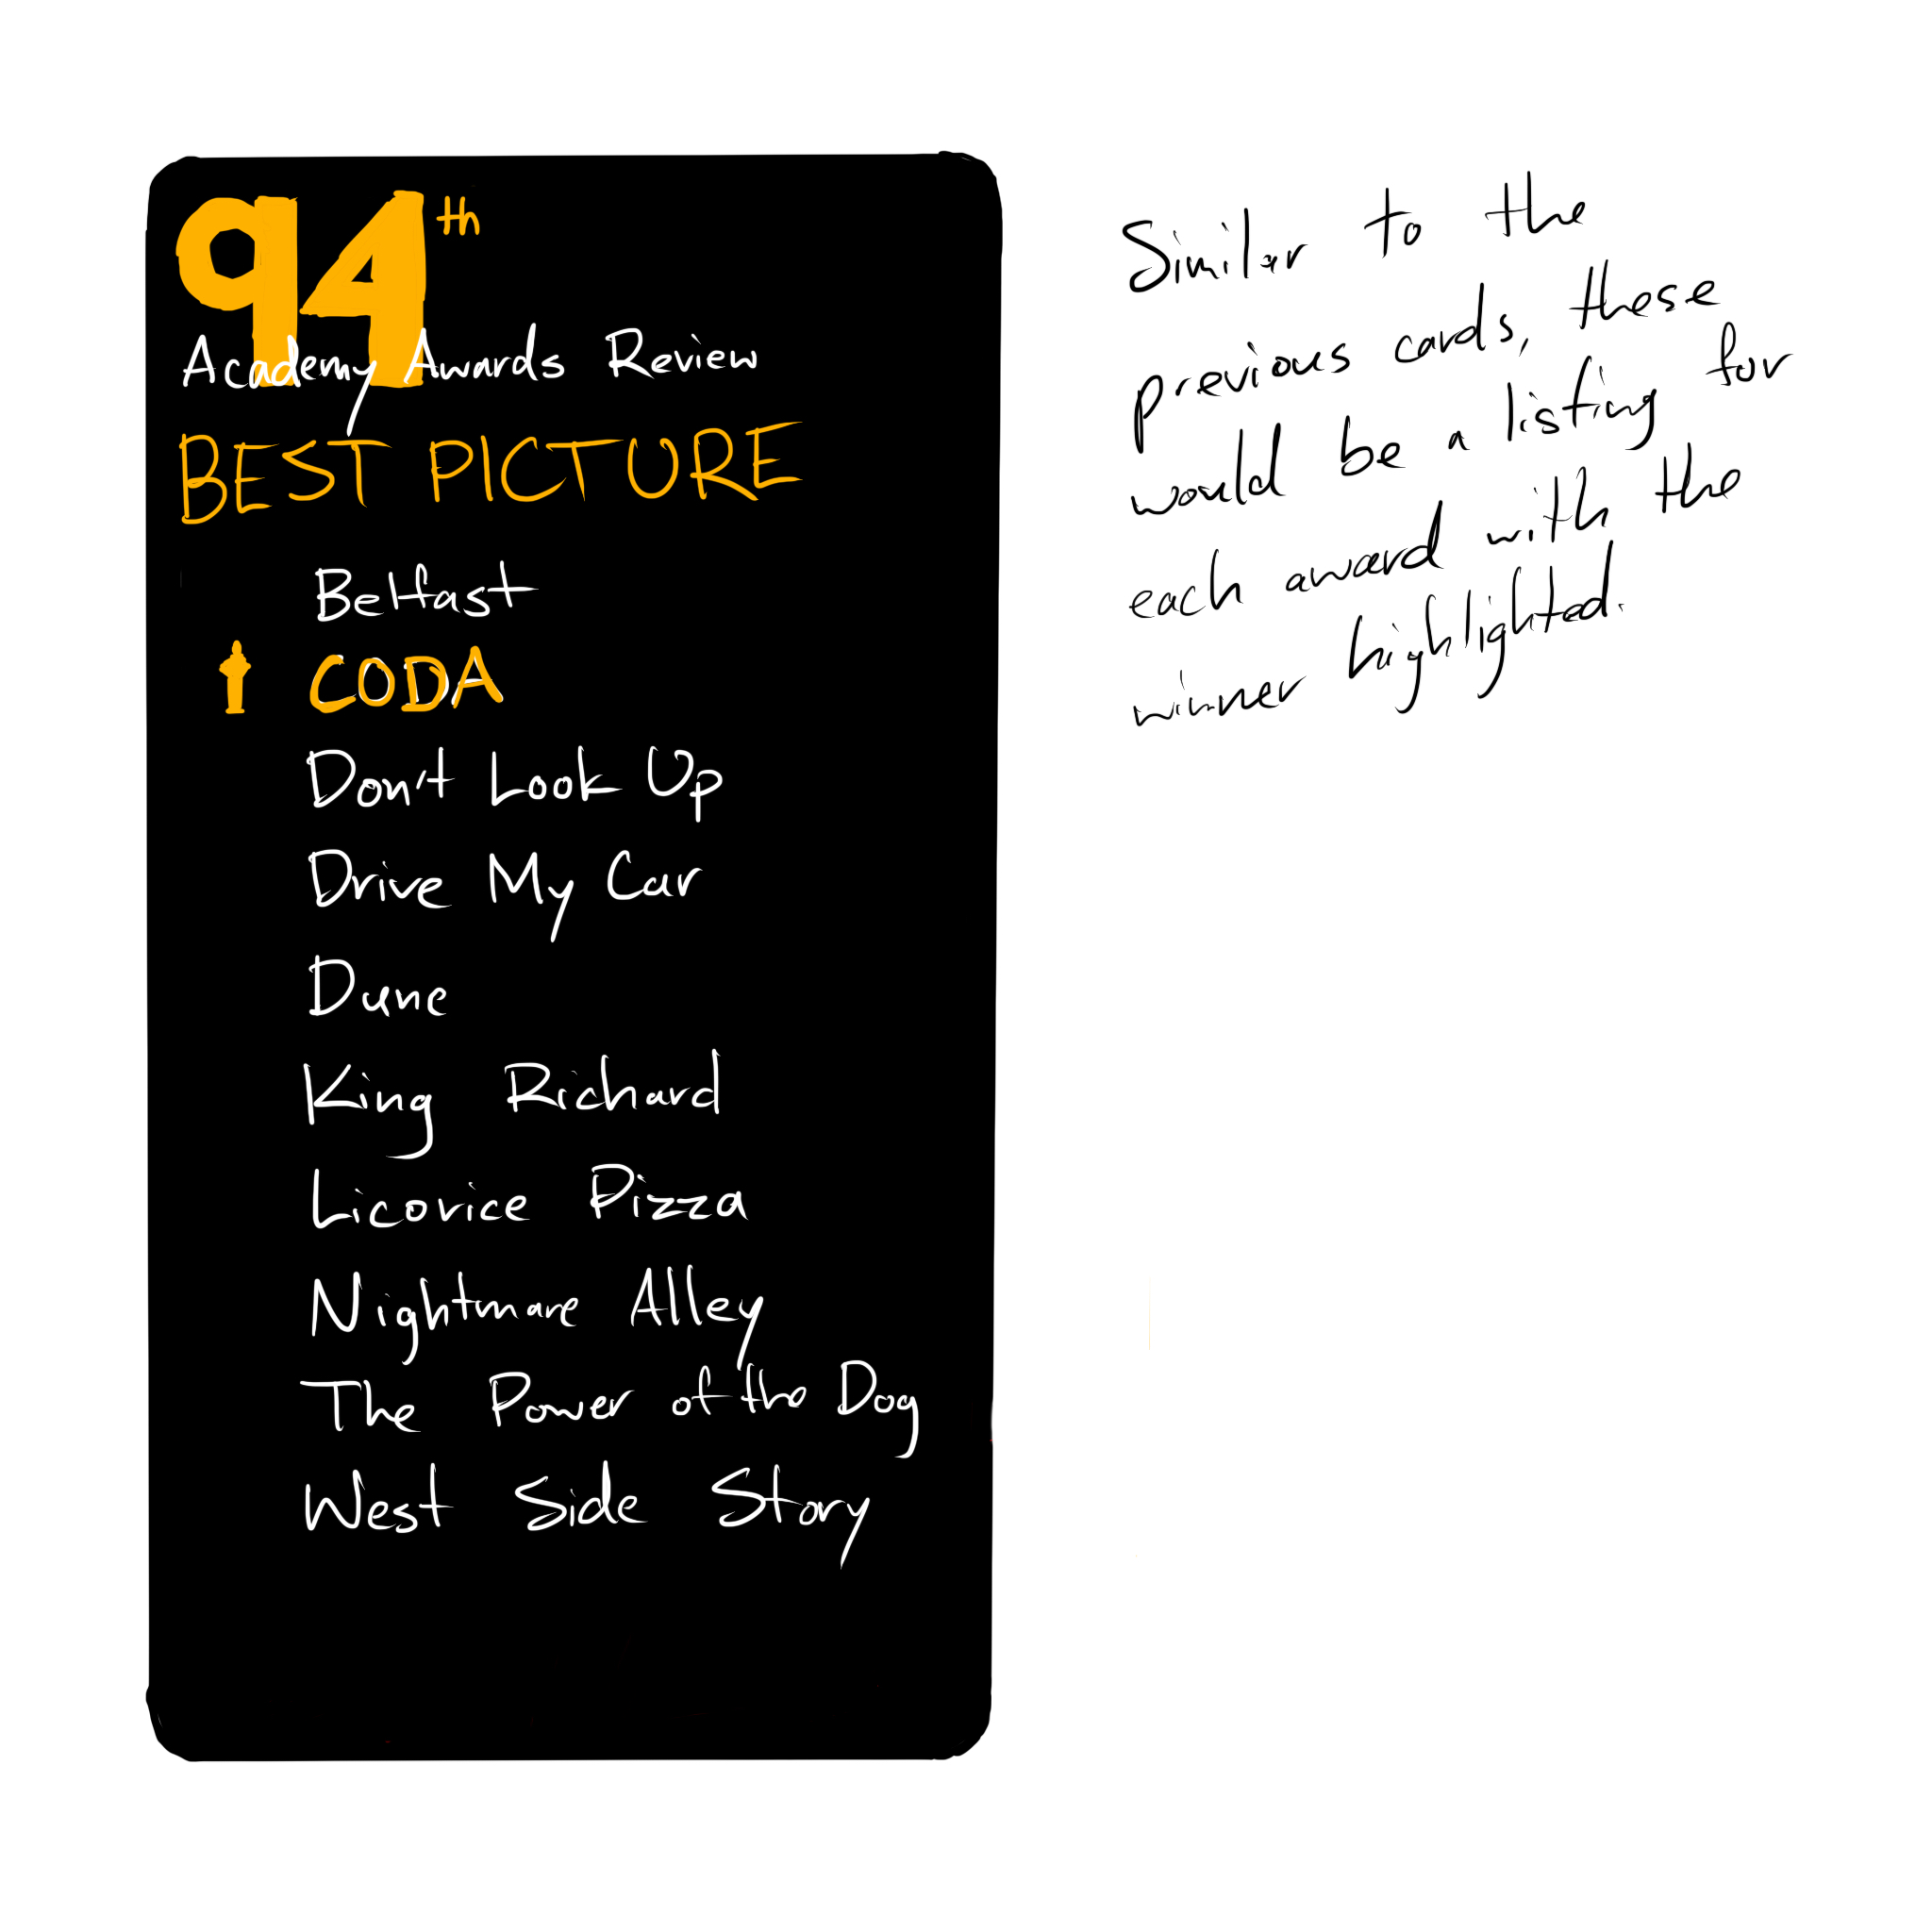 94th
Academy Awards Review
BEST PICTURE
Belfast
CODA
Don't Look Up
Drive My Car
Dune
King Richard
Licorice Pizza
Nightmare Alley
The Power of the Dog
West Side Story
Similar to the
previous cards, these
would be a listing for
each award with the
winner highlighted.